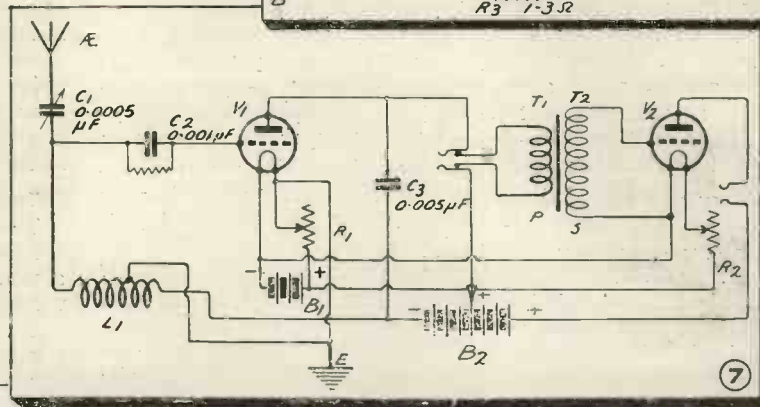 B
R3 1-3 Ω
Æ
C1
0.0005
µF
C2
0.001µF
V1
T1
T2
V2
C3
0.005µF
R1
P
S
R2
-
+
B1
L1
-
+
+
B2
E
7